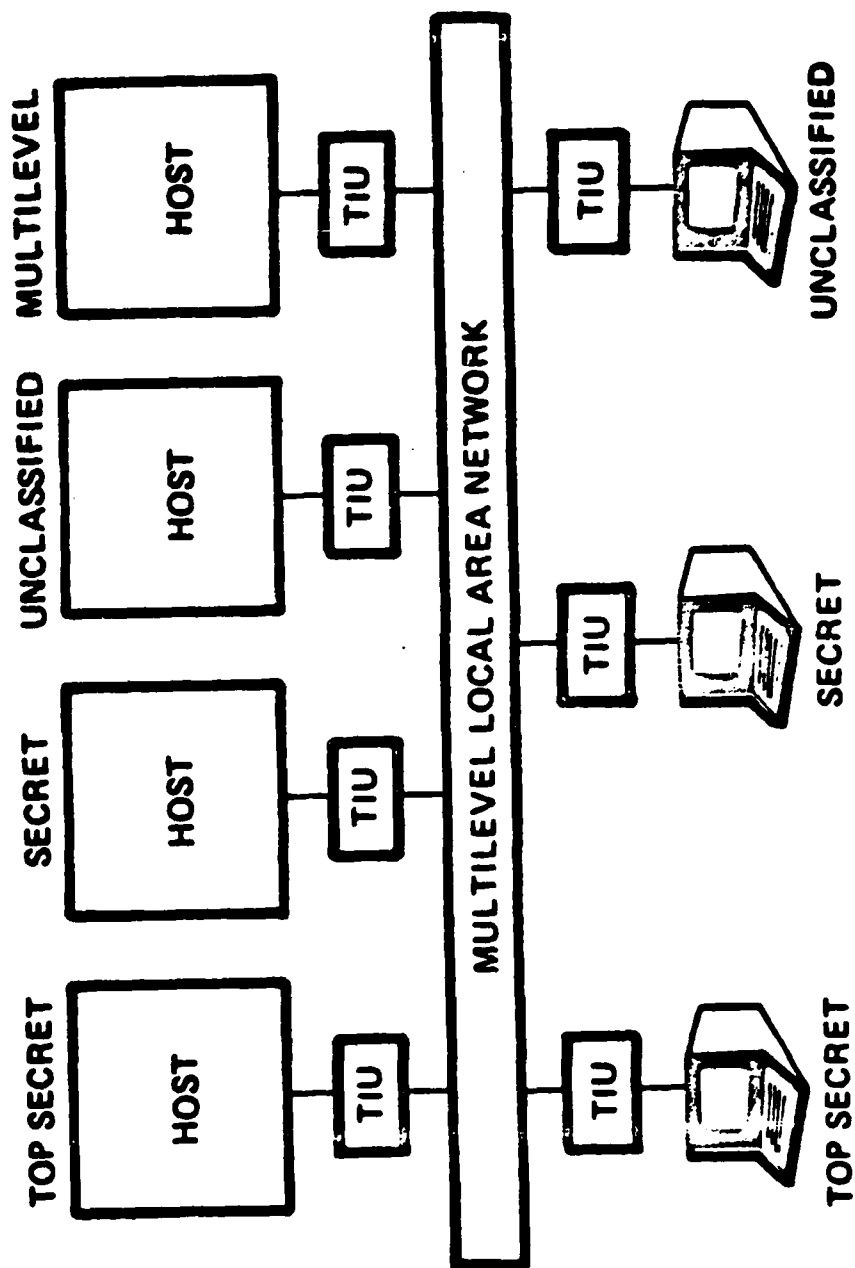 TOP SECRET SECRET UNCLASSIFIED MULTILEVEL
HOST HOST HOST HOST
TIU TIU TIU TIU
MULTILEVEL LOCAL AREA NETWORK
TIU TIU TIU
TOP SECRET SECRET UNCLASSIFIED